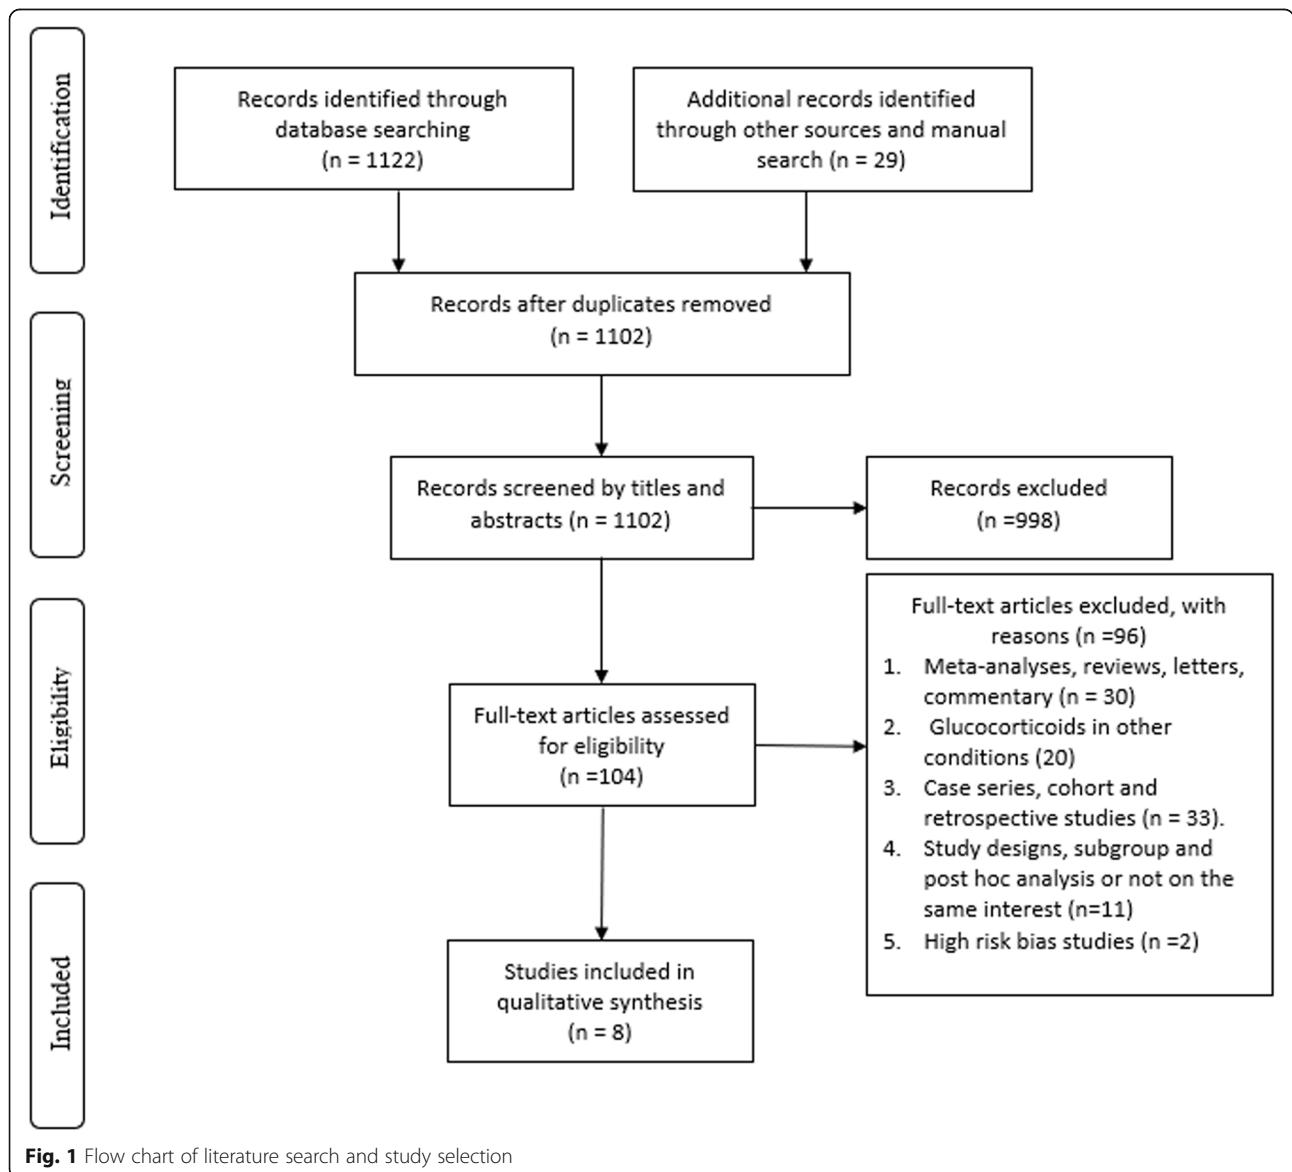 Identification
Records identified through
database searching
(n = 1122)
Additional records identified
through other sources and manual
search (n = 29)
Records after duplicates removed
(n = 1102)
Screening
Records screened by titles and
abstracts (n = 1102)
Records excluded
(n =998)
Eligibility
Full-text articles assessed
for eligibility
(n =104)
Full-text articles excluded, with
reasons (n =96)
1. Meta-analyses, reviews, letters,
commentary (n = 30)
2. Glucocorticoids in other
conditions (20)
3. Case series, cohort and
retrospective studies (n = 33).
4. Study designs, subgroup and
post hoc analysis or not on the
same interest (n=11)
5. High risk bias studies (n =2)
Included
Studies included in
qualitative synthesis
(n = 8)
Fig. 1 Flow chart of literature search and study selection